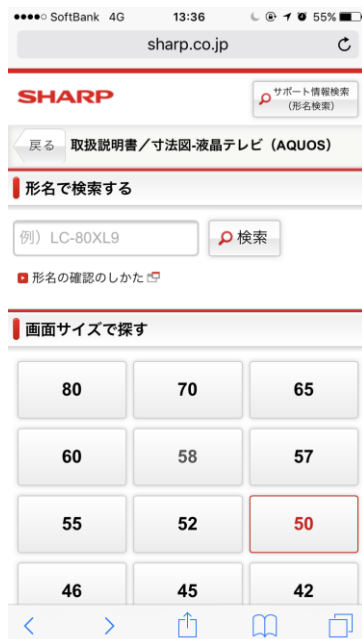 ●●●●○ SoftBank 4G 13:36 55%
sharp.co.jp
SHARP
サポート情報検索
(形名検索)
戻る 取扱説明書/寸法図-液晶テレビ（AQUOS）
形名で検索する
例）LC-80XL9 検索
形名の確認のしかた
画面サイズで探す
80 70 65
60 58 57
55 52 50
46 45 42